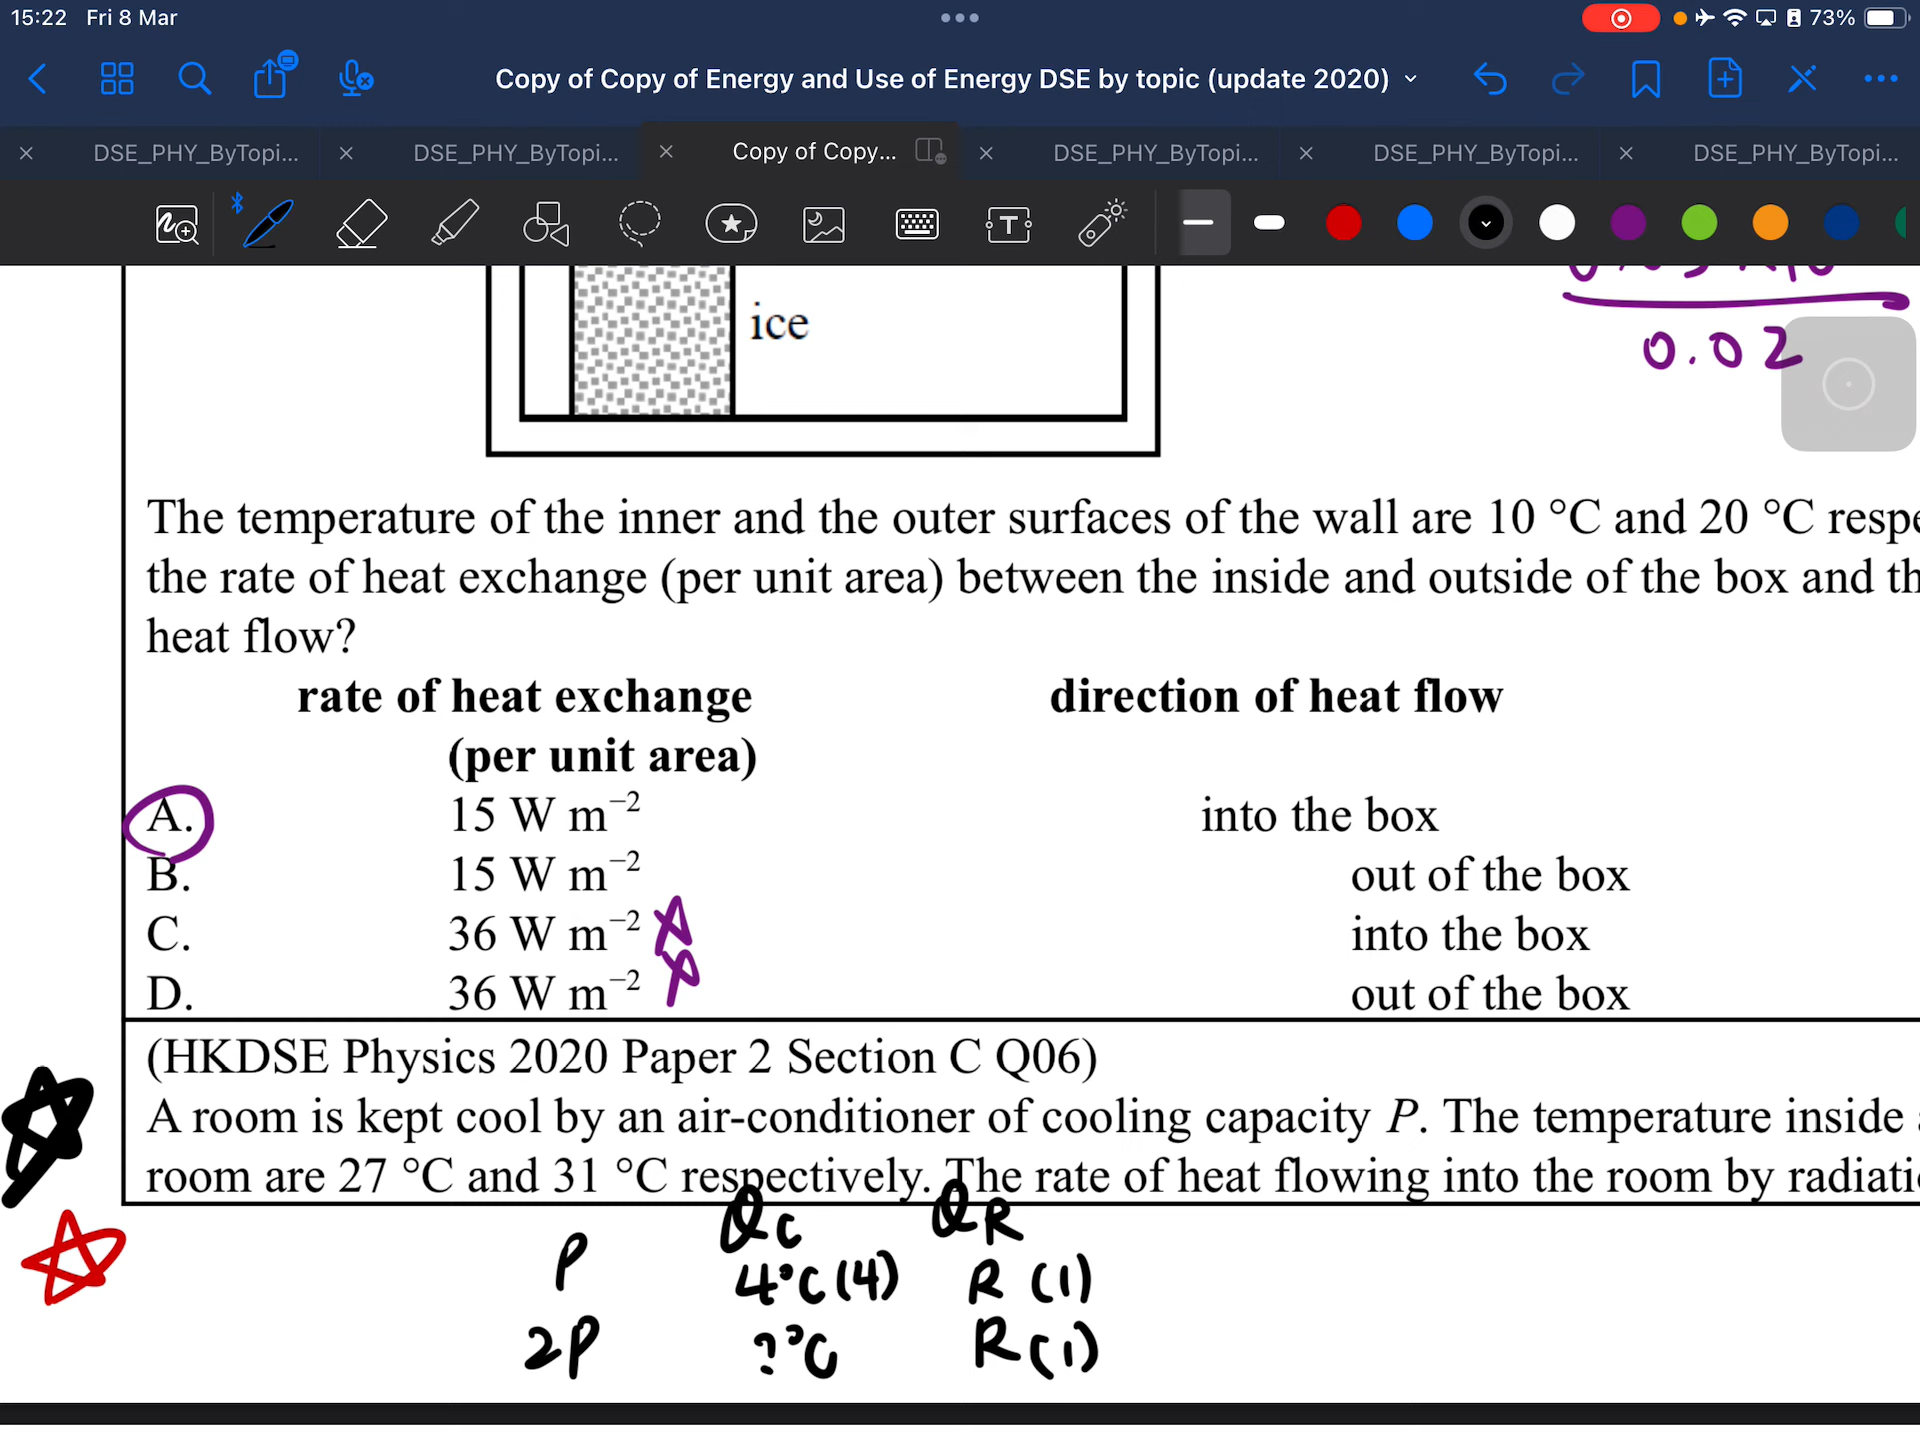 15:22 Fri 8 Mar 73%
Copy of Copy of Energy and Use of Energy DSE by topic (update 2020)
DSE_PHY_ByTopi... DSE_PHY_ByTopi... Copy of Copy... DSE_PHY_ByTopi... DSE_PHY_ByTopi... DSE_PHY_ByTopi...
T
ice
0.02
The temperature of the inner and the outer surfaces of the wall are 10 °C and 20 °C
the rate of heat exchange (per unit area) between the inside and outside of the box and
heat flow?
rate of heat exchange direction of heat flow
(per unit area)
A. 15 W m⁻² into the box
B. 15 W m⁻² out of the box
C. 36 W m⁻² into the box
D. 36 W m⁻² out of the box
(HKDSE Physics 2020 Paper 2 Section C Q06)
A room is kept cool by an air-conditioner of cooling capacity P. The temperature inside
room are 27 °C and 31 °C respectively. The rate of heat flowing into the room by
Qc QR
P 4°C (4) R (1)
2P ?°C R (1)